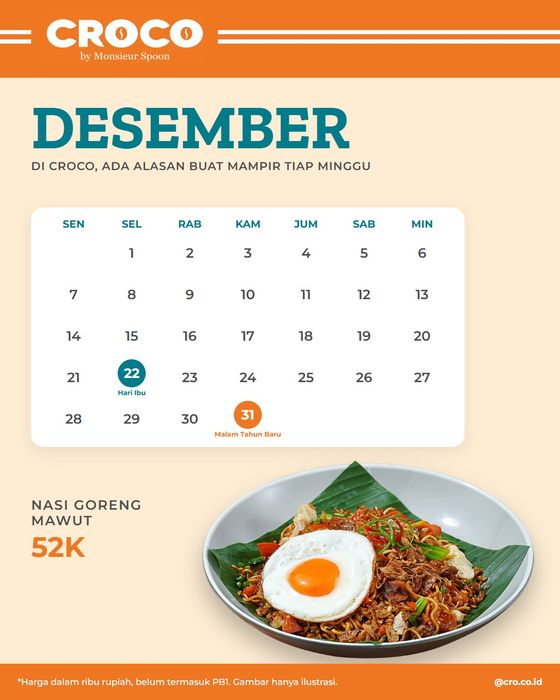 CROCO
by Monsieur Spoon
DESEMBER
DI CROCO, ADA ALASAN BUAT MAMPIR TIAP MINGGU
SEN SEL RAB KAM JUM SAB MIN
1 2 3 4 5 6
7 8 9 10 11 12 13
14 15 16 17 18 19 20
21 22 23 24 25 26 27
Hari Ibu
28 29 30 31
Malam Tahun Baru
NASI GORENG
MAWUT
52K
*Harga dalam ribu rupiah, belum termasuk PB1. Gambar hanya ilustrasi.
@cro.co.id